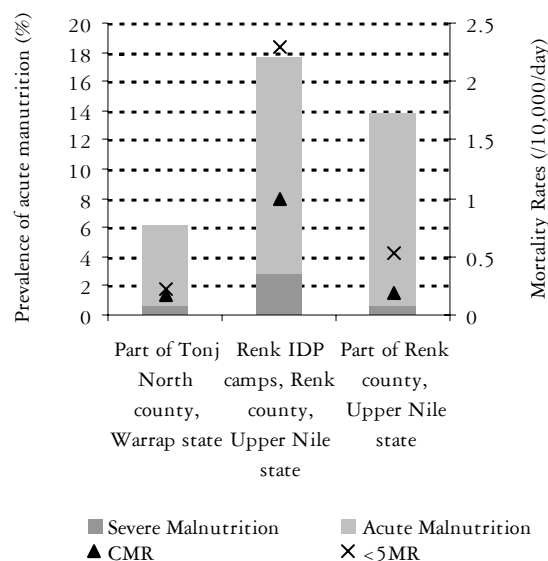 Prevalence of acute manutrition (%)
20
18
16
14
12
10
8
6
4
2
0
2.5
2
1.5
1
0.5
0
Mortality Rates (/10,000/day)
Part of Tonj
North
county,
Warrap state
Renk IDP
camps, Renk
county,
Upper Nile
state
Part of Renk
county,
Upper Nile
state
Severe Malnutrition
Acute Malnutrition
CMR
<5MR